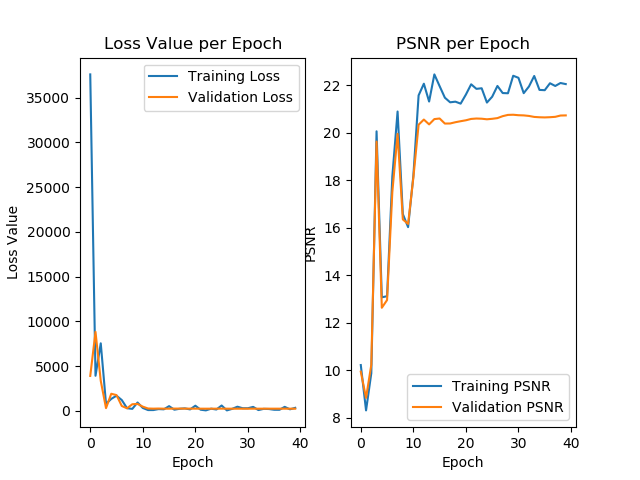 Loss Value per Epoch
Training Loss
Validation Loss
35000
30000
25000
20000
15000
10000
5000
0
Loss Value
0 10 20 30 40
Epoch
PSNR per Epoch
22
20
18
16
14
12
10
8
PSNR
Training PSNR
Validation PSNR
0 10 20 30 40
Epoch